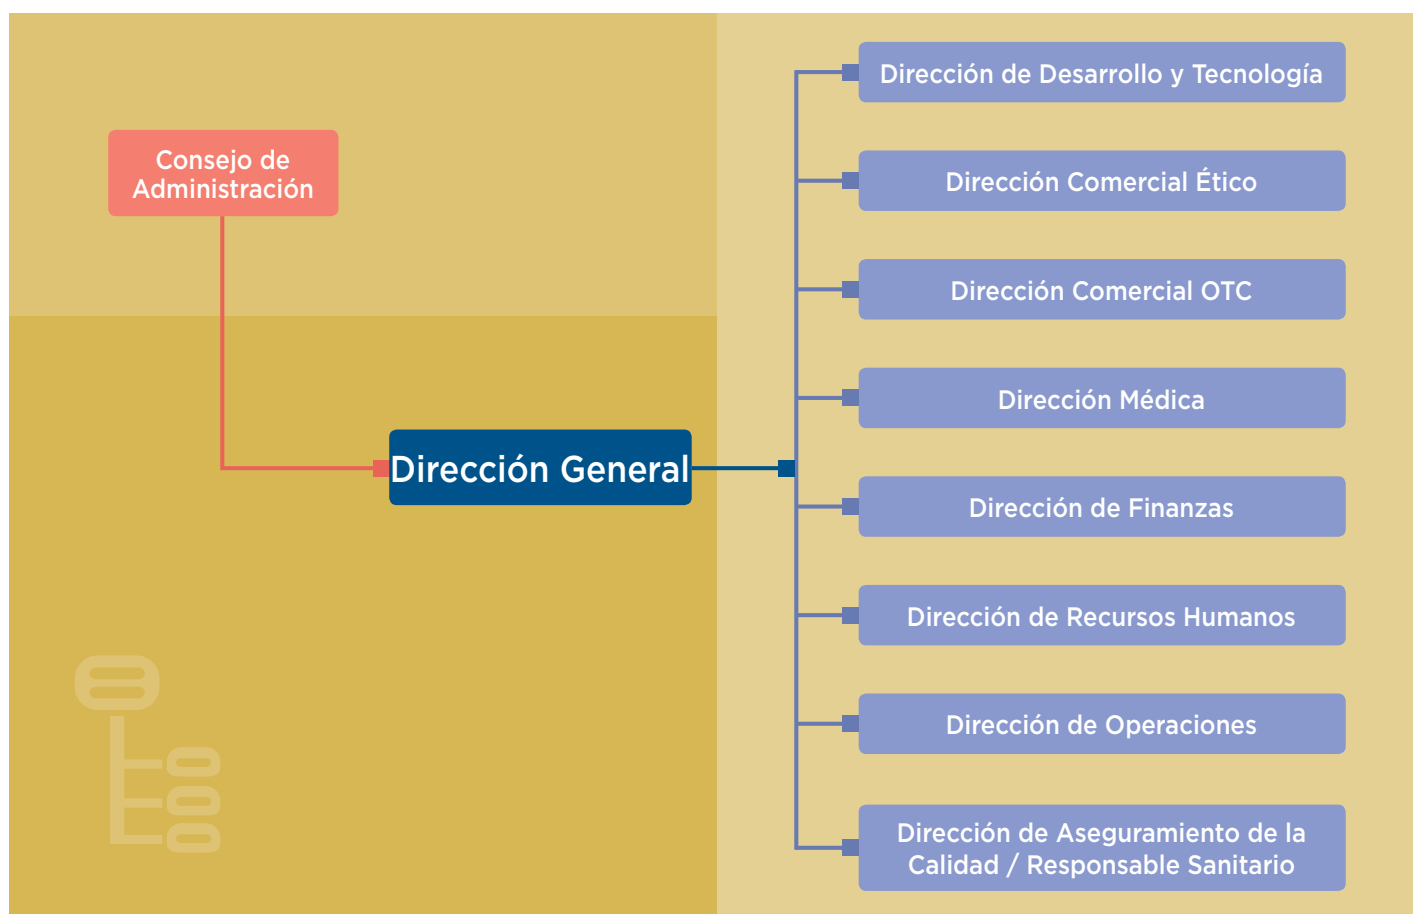 Consejo de
Administración
Dirección General
Dirección de Desarrollo y Tecnología
Dirección Comercial Ético
Dirección Comercial OTC
Dirección Médica
Dirección de Finanzas
Dirección de Recursos Humanos
Dirección de Operaciones
Dirección de Aseguramiento de la
Calidad / Responsable Sanitario